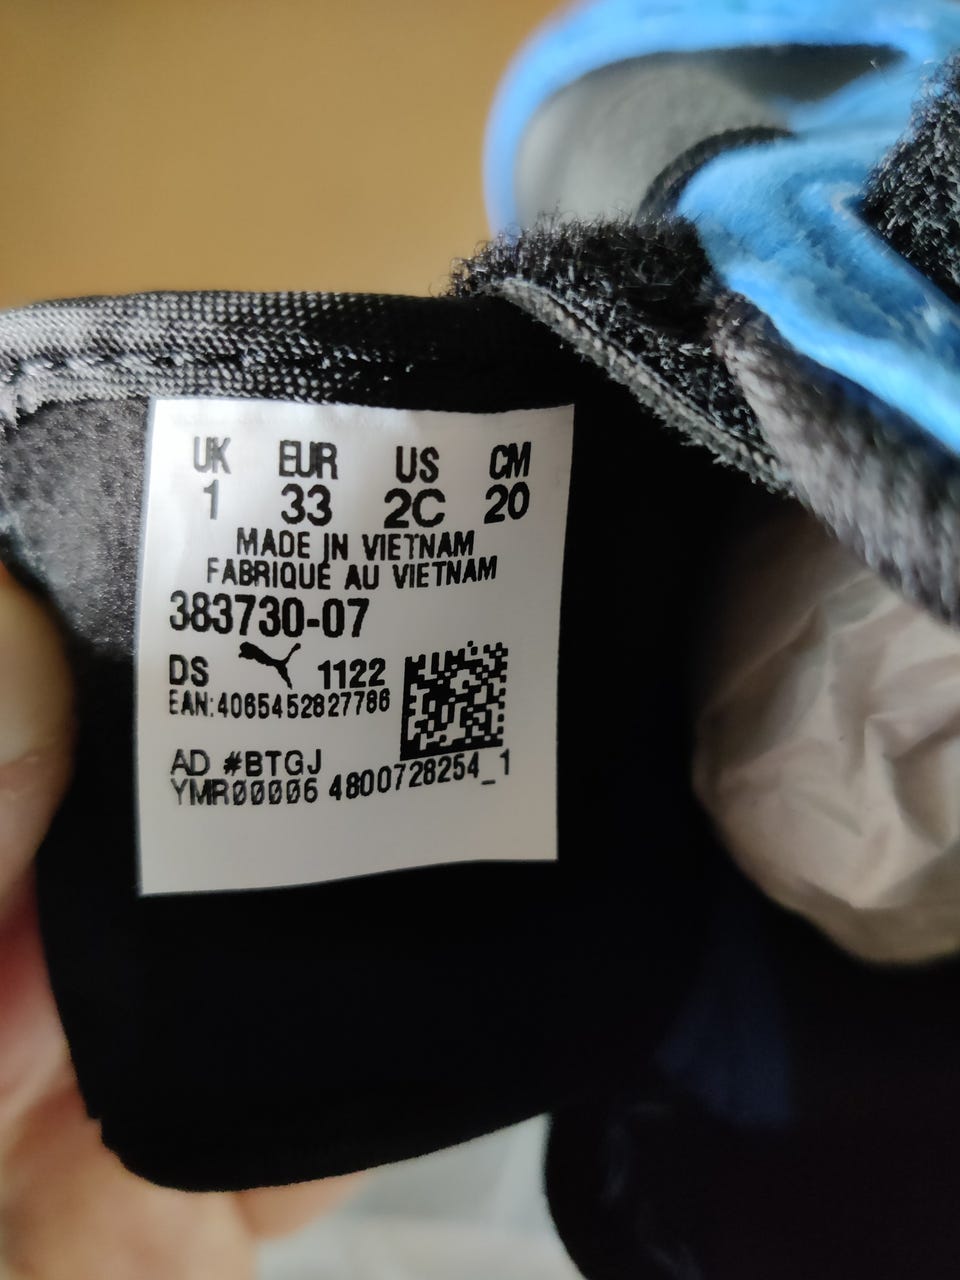 UK EUR US CM
1 33 2C 20
MADE IN VIETNAM
FABRIQUÉ AU VIETNAM
383730-07
DS 1122
EAN:4065452827786
AD #BTGJ
YMR00006 4800728254_1